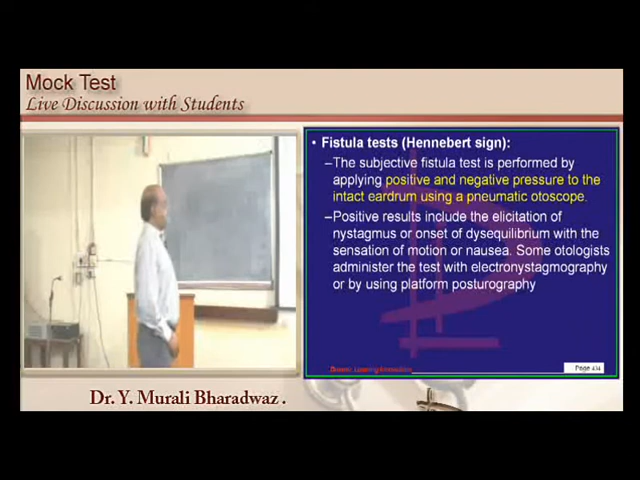 Mock Test
Live Discussion with Students
• Fistula tests (Hennebert sign):
–The subjective fistula test is performed by
applying positive and negative pressure to the
intact eardrum using a pneumatic otoscope.
–Positive results include the elicitation of
nystagmus or onset of dysequilibrium with the
sensation of motion or nausea. Some otologists
administer the test with electronystagmography
or by using platform posturography
Page
Dr. Y. Murali Bharadwaz .